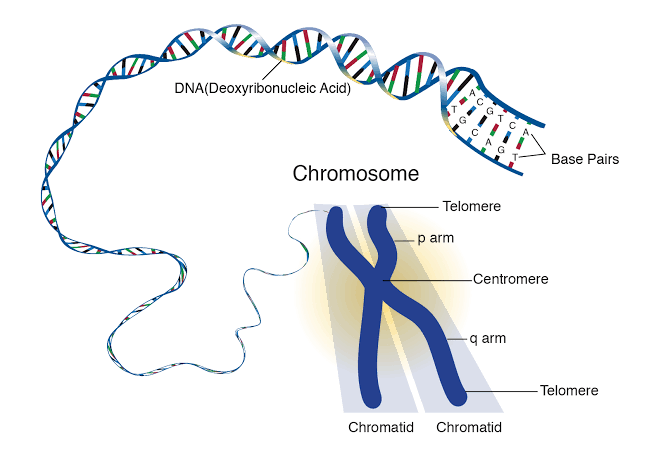 DNA(Deoxyribonucleic Acid)
A C G T C A
T G C A G T
Base Pairs
Chromosome
Telomere
p arm
Centromere
q arm
Telomere
Chromatid Chromatid